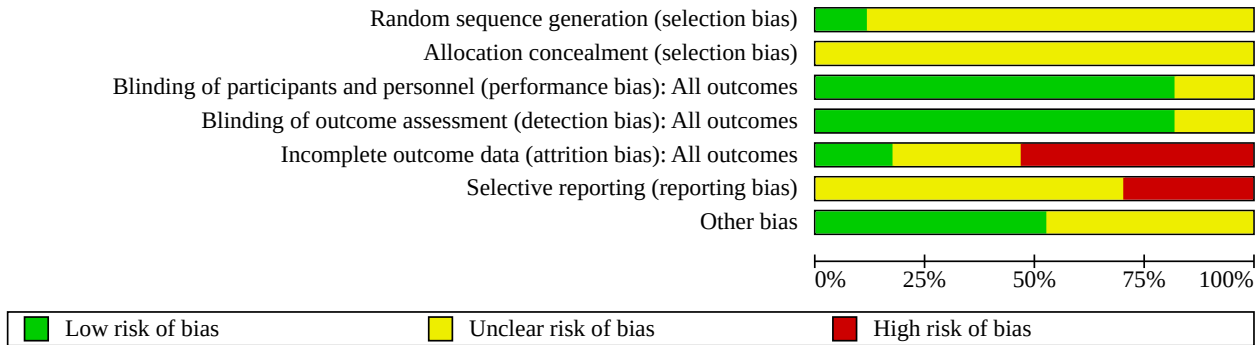 Random sequence generation (selection bias)
Allocation concealment (selection bias)
Blinding of participants and personnel (performance bias): All outcomes
Blinding of outcome assessment (detection bias): All outcomes
Incomplete outcome data (attrition bias): All outcomes
Selective reporting (reporting bias)
Other bias
0% 25% 50% 75% 100%
Low risk of bias Unclear risk of bias High risk of bias